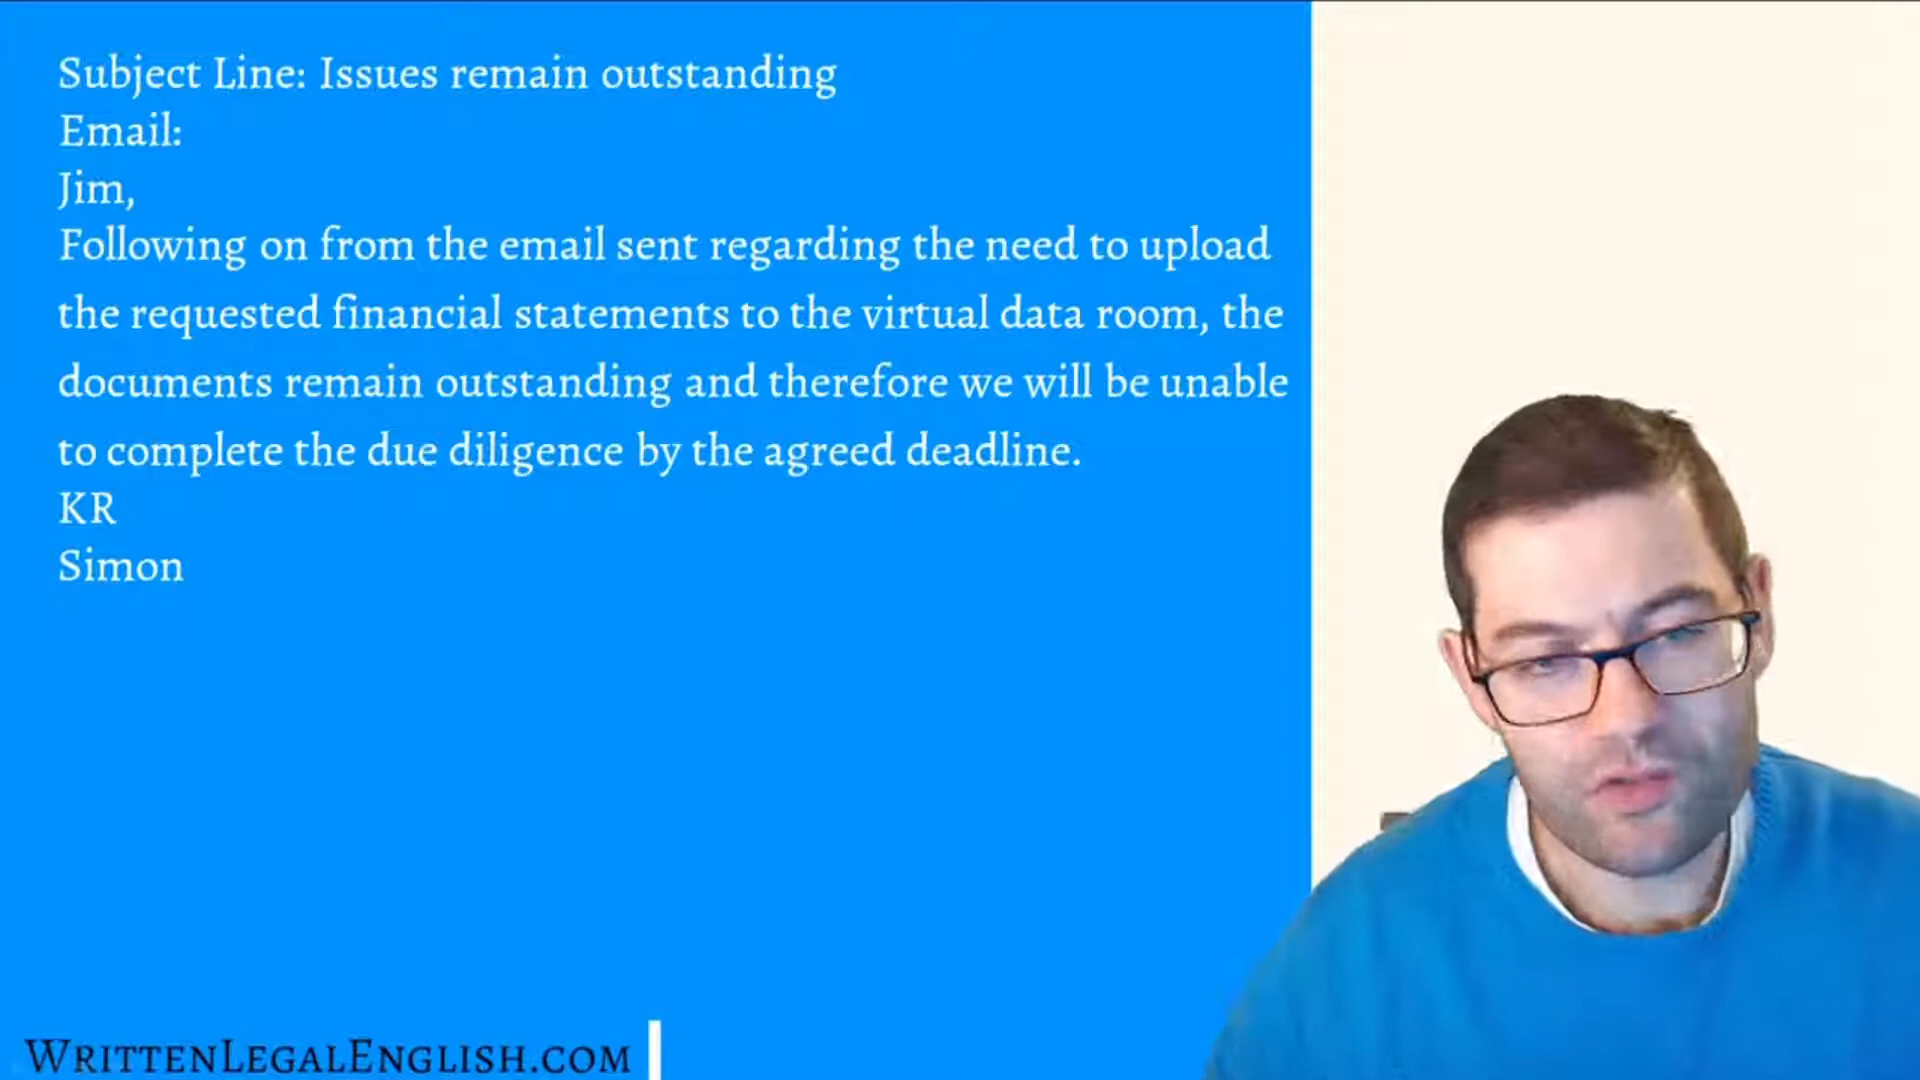 Subject Line: Issues remain outstanding
Email:
Jim,
Following on from the email sent regarding the need to upload
the requested financial statements to the virtual data room, the
documents remain outstanding and therefore we will be unable
to complete the due diligence by the agreed deadline.
KR
Simon
WrittenLegalEnglish.com